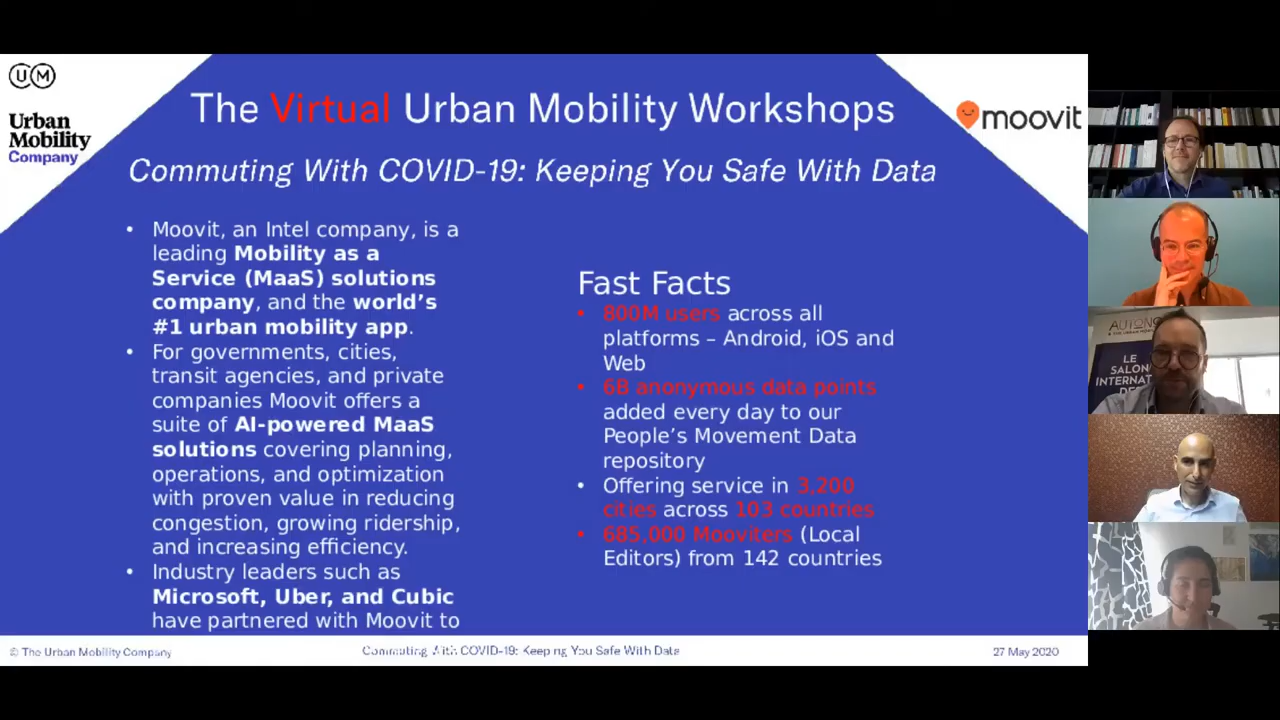 UM
Urban
Mobility
Company
The Virtual Urban Mobility Workshops
moovit
Commuting With COVID-19: Keeping You Safe With Data
• Moovit, an Intel company, is a
leading Mobility as a
Service (MaaS) solutions
company, and the world’s
#1 urban mobility app.
• For governments, cities,
transit agencies, and private
companies Moovit offers a
suite of AI-powered MaaS
solutions covering planning,
operations, and optimization
with proven value in reducing
congestion, growing ridership,
and increasing efficiency.
• Industry leaders such as
Microsoft, Uber, and Cubic
have partnered with Moovit to
Fast Facts
• 800M users across all
platforms – Android, iOS and
Web
• 6B anonymous data points
added every day to our
People’s Movement Data
repository
• Offering service in 3,200
cities across 103 countries
• 685,000 Mooviters (Local
Editors) from 142 countries
© The Urban Mobility Company
Commuting With COVID-19: Keeping You Safe With Data
27 May 2020
LE
SALON